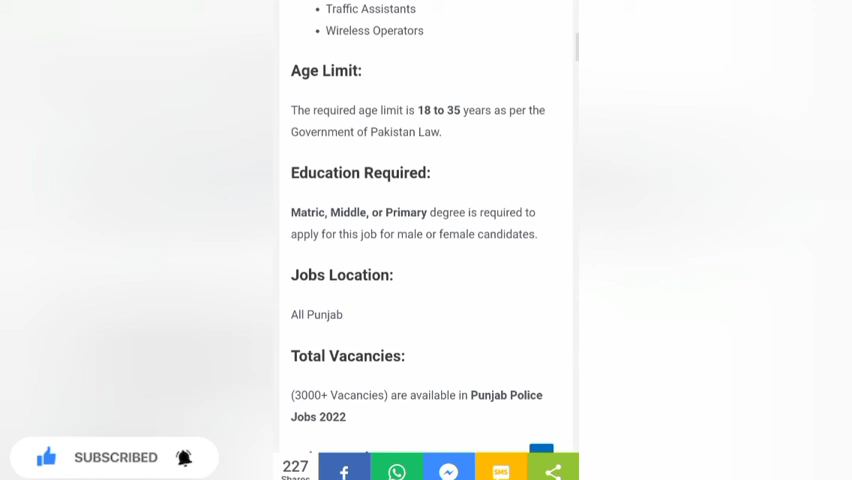 Traffic Assistants
Wireless Operators
Age Limit:
The required age limit is 18 to 35 years as per the
Government of Pakistan Law.
Education Required:
Matric, Middle, or Primary degree is required to
apply for this job for male or female candidates.
Jobs Location:
All Punjab
Total Vacancies:
(3000+ Vacancies) are available in Punjab Police
Jobs 2022
SUBSCRIBED
227
Shares
SMS